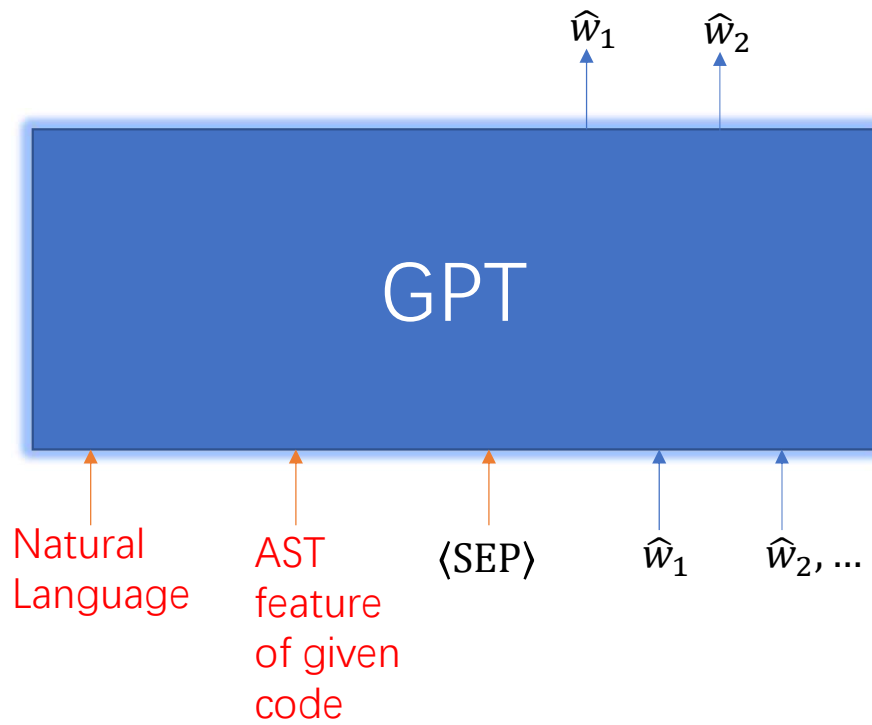 ŵ₁ ŵ₂
GPT
Natural
Language
AST
feature
of given
code
⟨SEP⟩
ŵ₁
ŵ₂, ...